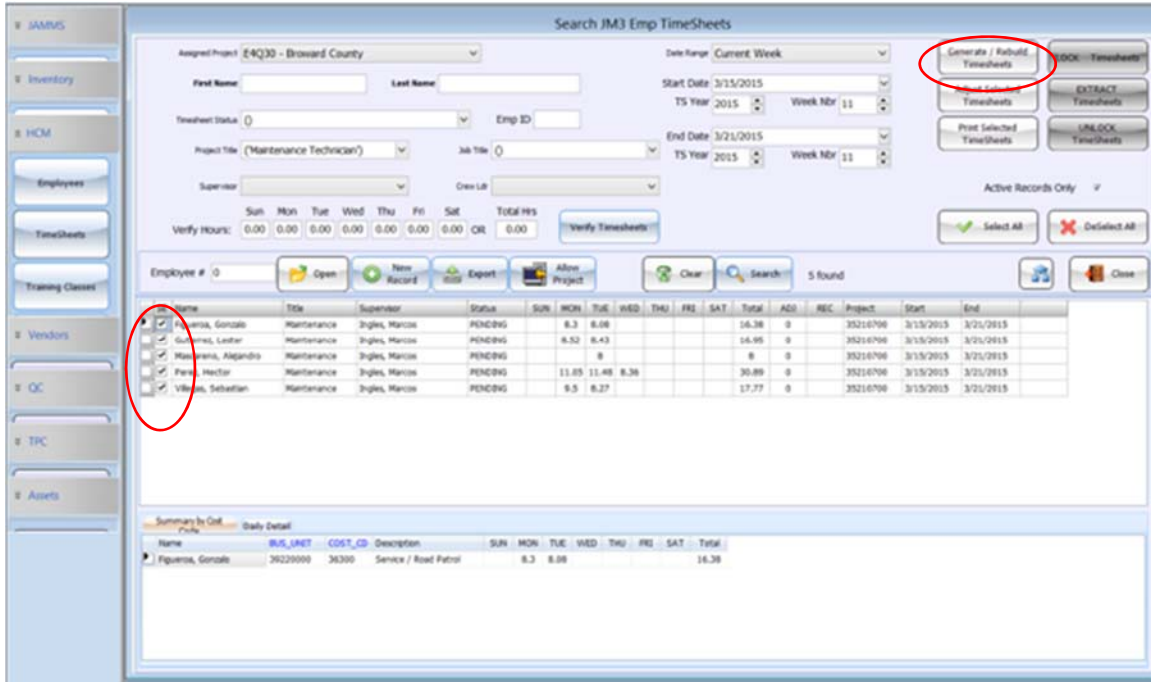 Search JM3 Emp TimeSheets
JAMMS
Inventory
HCM
Employees
TimeSheets
Training Classes
Vendors
QC
TPC
Assets
Assigned Project E4Q30 - Broward County
First Name Last Name
Timesheet Status () Emp ID
Project Title ('Maintenance Technician') Job Title ()
Supervisor Crew Ldr
Sun Mon Tue Wed Thu Fri Sat Total Hrs
Verify Hours: 0.00 0.00 0.00 0.00 0.00 0.00 0.00 OR 0.00 Verify Timesheets
Date Range Current Week
Start Date 3/15/2015
TS Year 2015 Week Nbr 11
End Date 3/21/2015
TS Year 2015 Week Nbr 11
Generate / Rebuild Timesheets
LOCK Timesheets
Adjust Selected Timesheets
EXTRACT Timesheets
Print Selected TimeSheets
UNLOCK TimeSheets
Active Records Only
Select All DeSelect All
Employee # 0 Open New Record Export Allow Project Clear Search 5 found Close
Name Title Supervisor Status SUN MON TUE WED THU FRI SAT Total ADJ REC Project Start End
Figueroa, Gonzalo Maintenance Ingles, Marcos PENDING 8.3 8.08 16.38 0 35210700 3/15/2015 3/21/2015
Gutierrez, Lester Maintenance Ingles, Marcos PENDING 8.52 8.43 16.95 0 35210700 3/15/2015 3/21/2015
Alejandro Maintenance Ingles, Marcos PENDING 8 8 0 35210700 3/15/2015 3/21/2015
Perez, Hector Maintenance Ingles, Marcos PENDING 11.05 11.48 8.36 30.89 0 35210700 3/15/2015 3/21/2015
Villegas, Sebastian Maintenance Ingles, Marcos PENDING 9.5 8.27 17.77 0 35210700 3/15/2015 3/21/2015
Summary by Cost Code Daily Detail
Name BUS_UNIT COST_CD Description SUN MON TUE WED THU FRI SAT Total
Figueroa, Gonzalo 39220000 36300 Service / Road Patrol 8.3 8.08 16.38